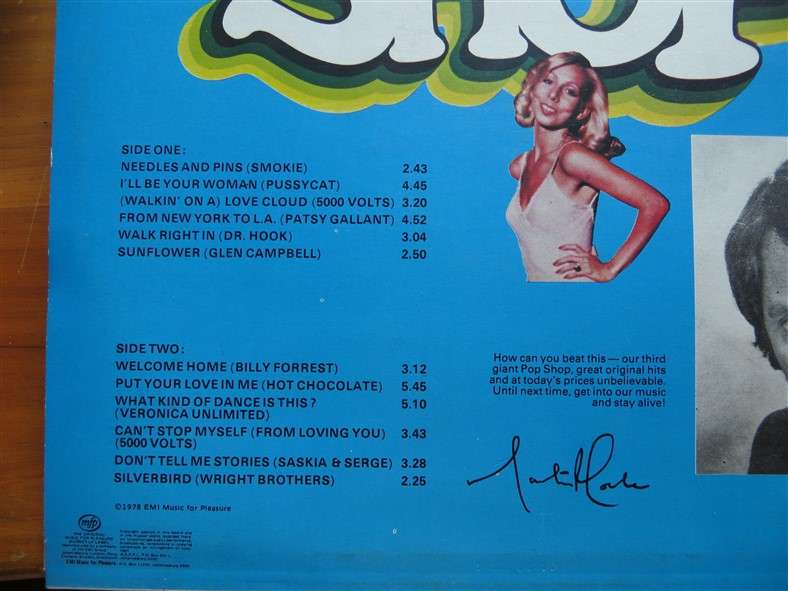 SHOP
SIDE ONE:
NEEDLES AND PINS (SMOKIE) 2.43
I'LL BE YOUR WOMAN (PUSSYCAT) 4.45
(WALKIN' ON A) LOVE CLOUD (5000 VOLTS) 3.20
FROM NEW YORK TO L.A. (PATSY GALLANT) 4.52
WALK RIGHT IN (DR. HOOK) 3.04
SUNFLOWER (GLEN CAMPBELL) 2.50
SIDE TWO:
WELCOME HOME (BILLY FORREST) 3.12
PUT YOUR LOVE IN ME (HOT CHOCOLATE) 5.45
WHAT KIND OF DANCE IS THIS? 5.10
(VERONICA UNLIMITED)
CAN'T STOP MYSELF (FROM LOVING YOU) 3.43
(5000 VOLTS)
DON'T TELL ME STORIES (SASKIA & SERGE) 3.28
SILVERBIRD (WRIGHT BROTHERS) 2.25
How can you beat this — our third
giant Pop Shop, great original hits
and at today's prices unbelievable.
Until next time, get into our music
and stay alive!
©1978 EMI Music for Pleasure
mfp